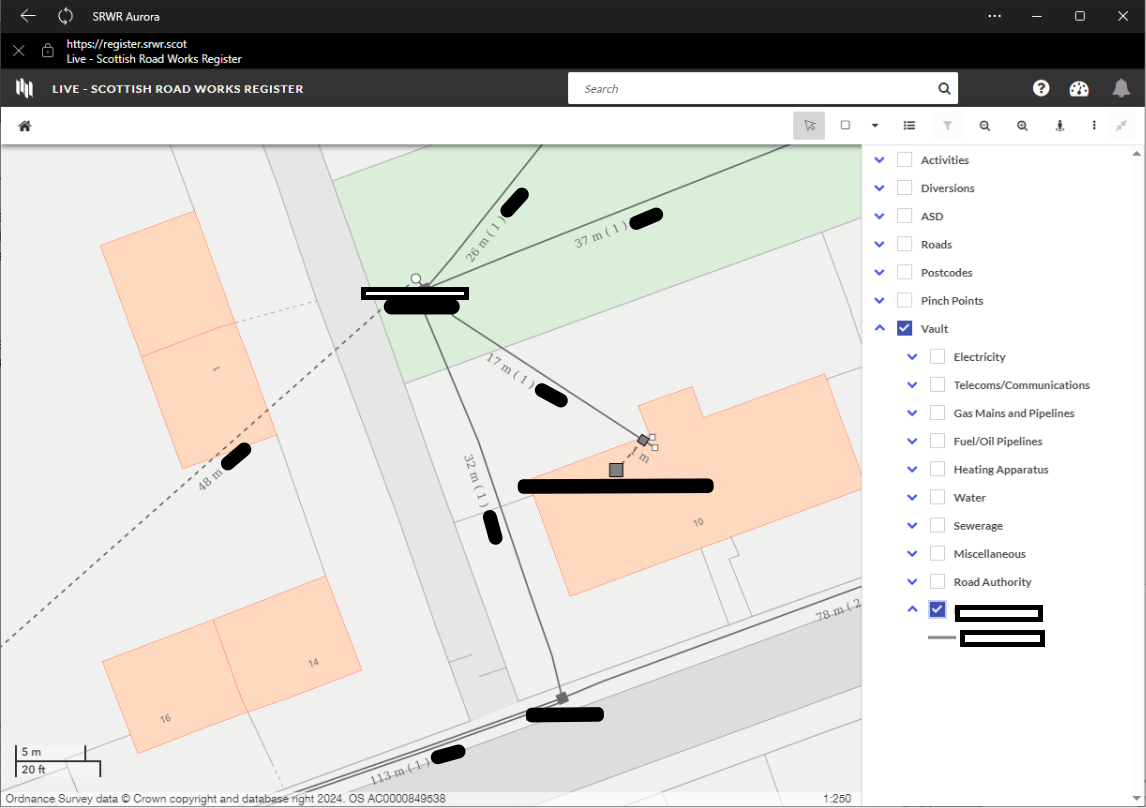 SRWR Aurora
https://register.srwr.scot
Live - Scottish Road Works Register
LIVE - SCOTTISH ROAD WORKS REGISTER
Search
Activities
Diversions
ASD
Roads
Postcodes
Pinch Points
Vault
Electricity
Telecoms/Communications
Gas Mains and Pipelines
Fuel/Oil Pipelines
Heating Apparatus
Water
Sewerage
Miscellaneous
Road Authority
26 m ( 1 )
37 m ( 1 )
17 m ( 1 )
48 m
32 m ( 1 )
10
78 m ( 2
14
16
113 m ( 1 )
5 m
20 ft
Ordnance Survey data © Crown copyright and database right 2024. OS AC0000849538
1:250